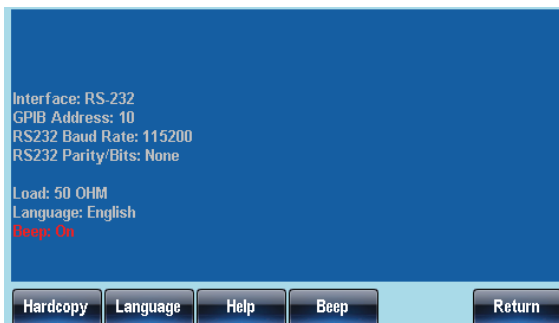 Interface: RS-232
GPIB Address: 10
RS232 Baud Rate: 115200
RS232 Parity/Bits: None
Load: 50 OHM
Language: English
Beep: On
Hardcopy Language Help Beep Return